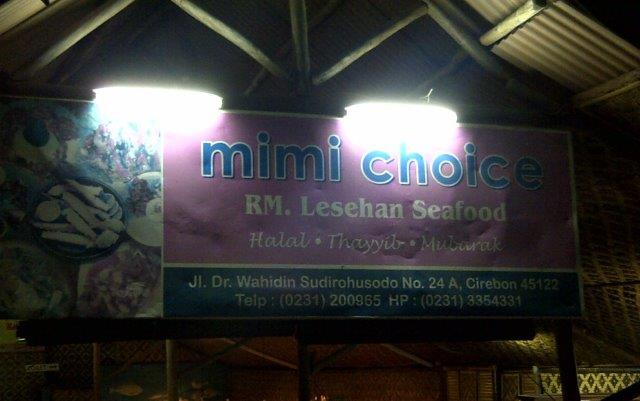 mimi choice
RM. Lesehan Seafood
Halal • Thayyib • Mubarak
Jl. Dr. Wahidin Sudirohusodo No. 24 A, Cirebon 45122
Telp : (0231) 200965 HP : (0231) 3354331